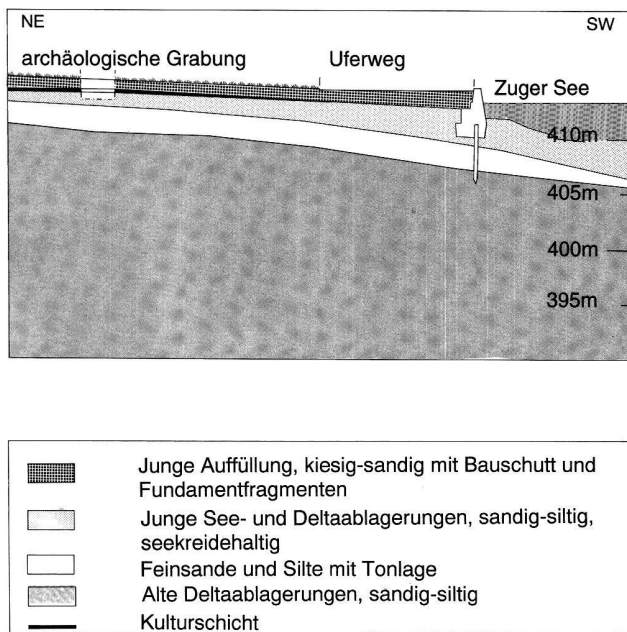 NE
SW
archäologische Grabung
Uferweg
Zuger See
410m
405m
400m
395m
Junge Auffüllung, kiesig-sandig mit Bauschutt und
Fundamentfragmenten
Junge See- und Deltaablagerungen, sandig-siltig,
seekreidehaltig
Feinsande und Silte mit Tonlage
Alte Deltaablagerungen, sandig-siltig
Kulturschicht